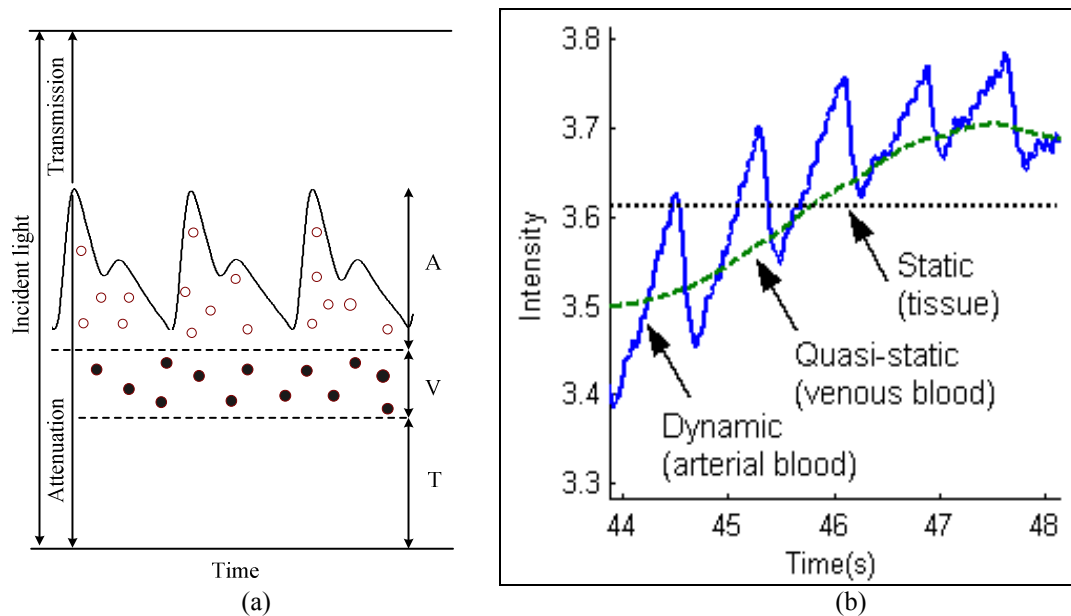 Incident light
Transmission
Attenuation
A
V
T
Time
(a)
3.8
3.7
3.6
3.5
3.4
3.3
Intensity
Static
(tissue)
Quasi-static
(venous blood)
Dynamic
(arterial blood)
44 45 46 47 48
Time(s)
(b)